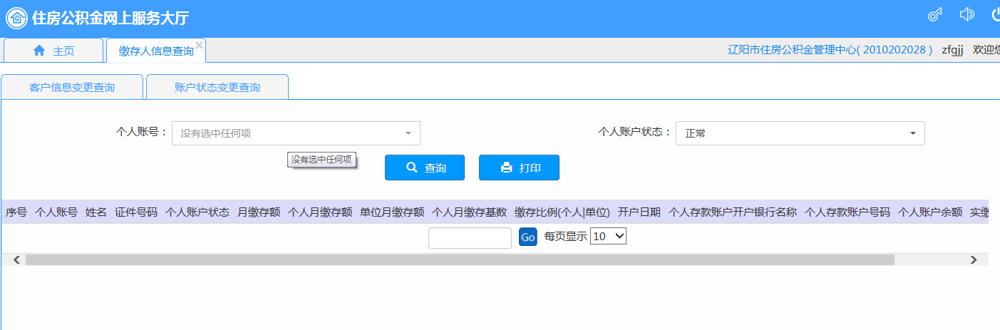 住房公积金网上服务大厅
主页 缴存人信息查询 辽阳市住房公积金管理中心( 2010202028 ) zfgjj 欢迎您
客户信息变更查询 账户状态变更查询
个人账号： 没有选中任何项 个人账户状态： 正常
没有选中任何项
查询 打印
序号 个人账号 姓名 证件号码 个人账户状态 月缴存额 个人月缴存额 单位月缴存额 个人月缴存基数 缴存比例(个人|单位) 开户日期 个人存款账户开户银行名称 个人存款账户号码 个人账户余额 实缴
Go 每页显示 10